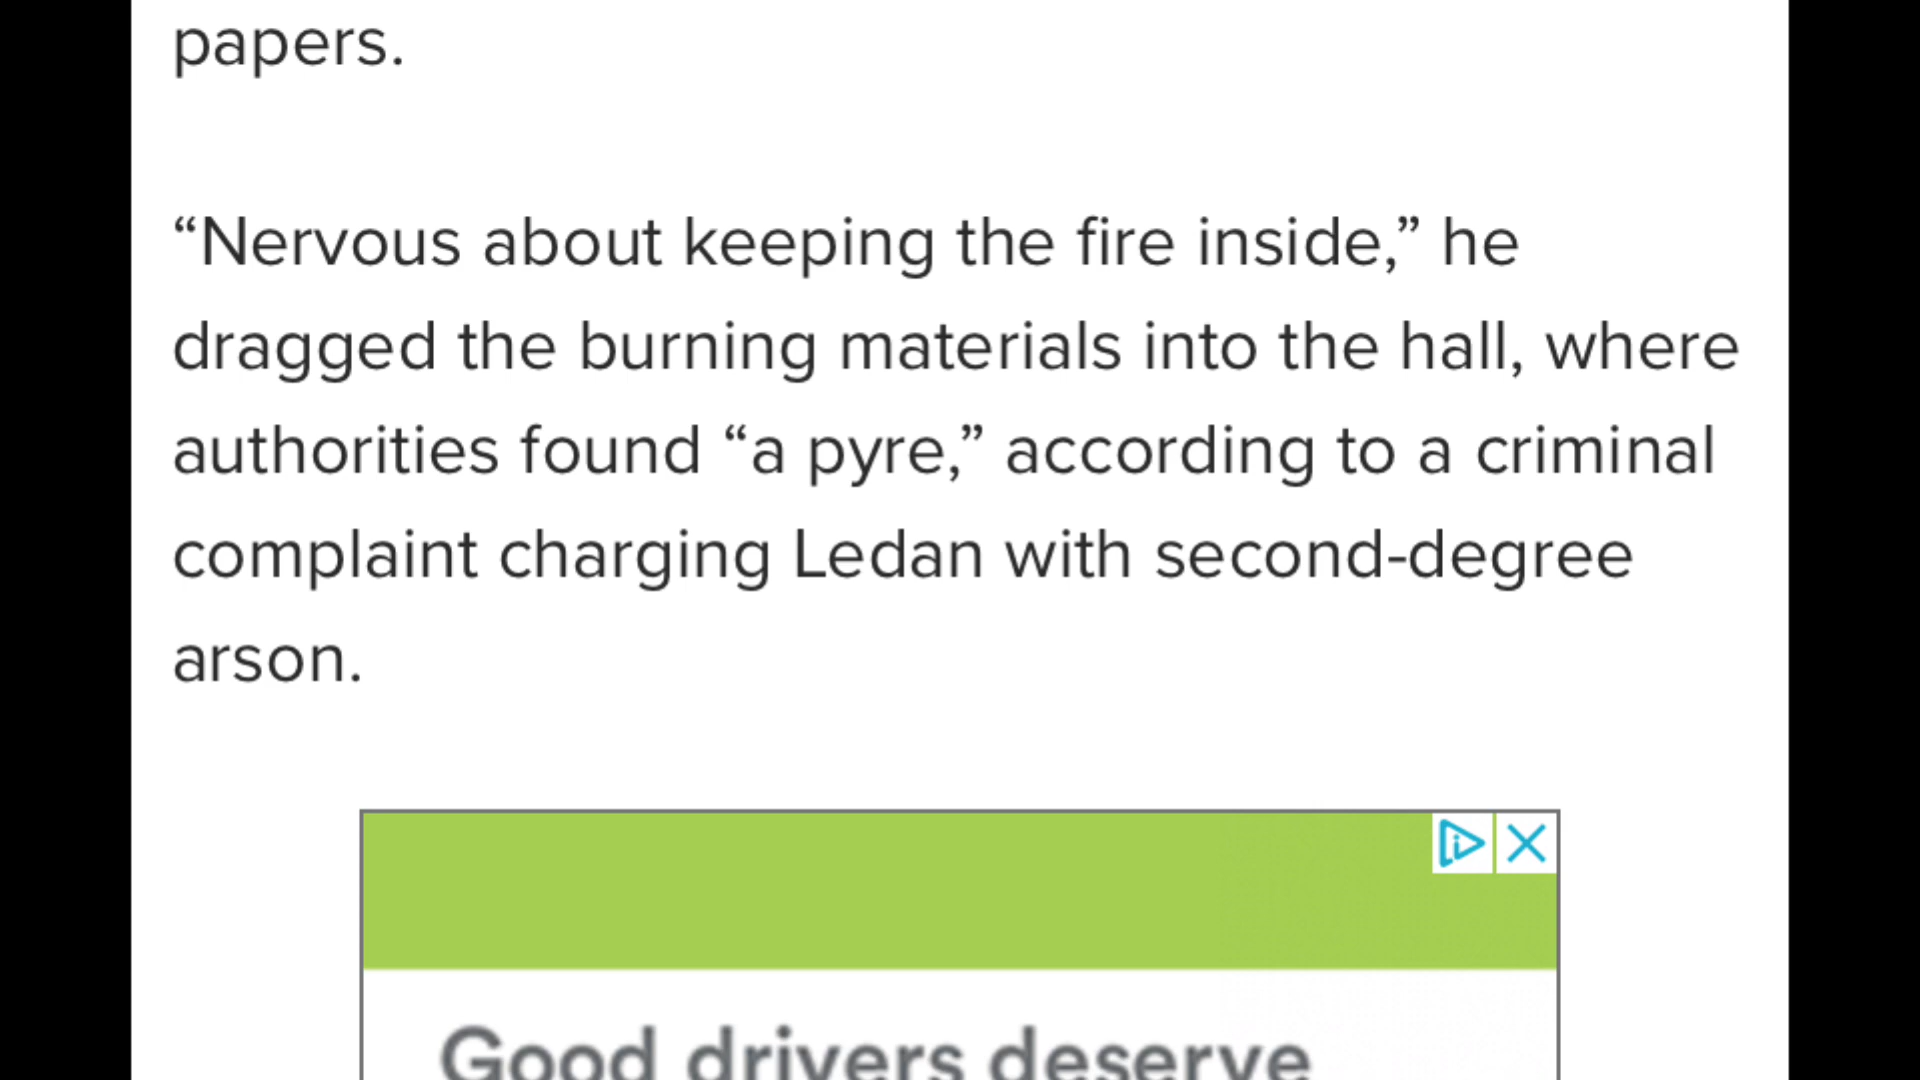 papers.
“Nervous about keeping the fire inside,” he
dragged the burning materials into the hall, where
authorities found “a pyre,” according to a criminal
complaint charging Ledan with second-degree
arson.
Good drivers deserve